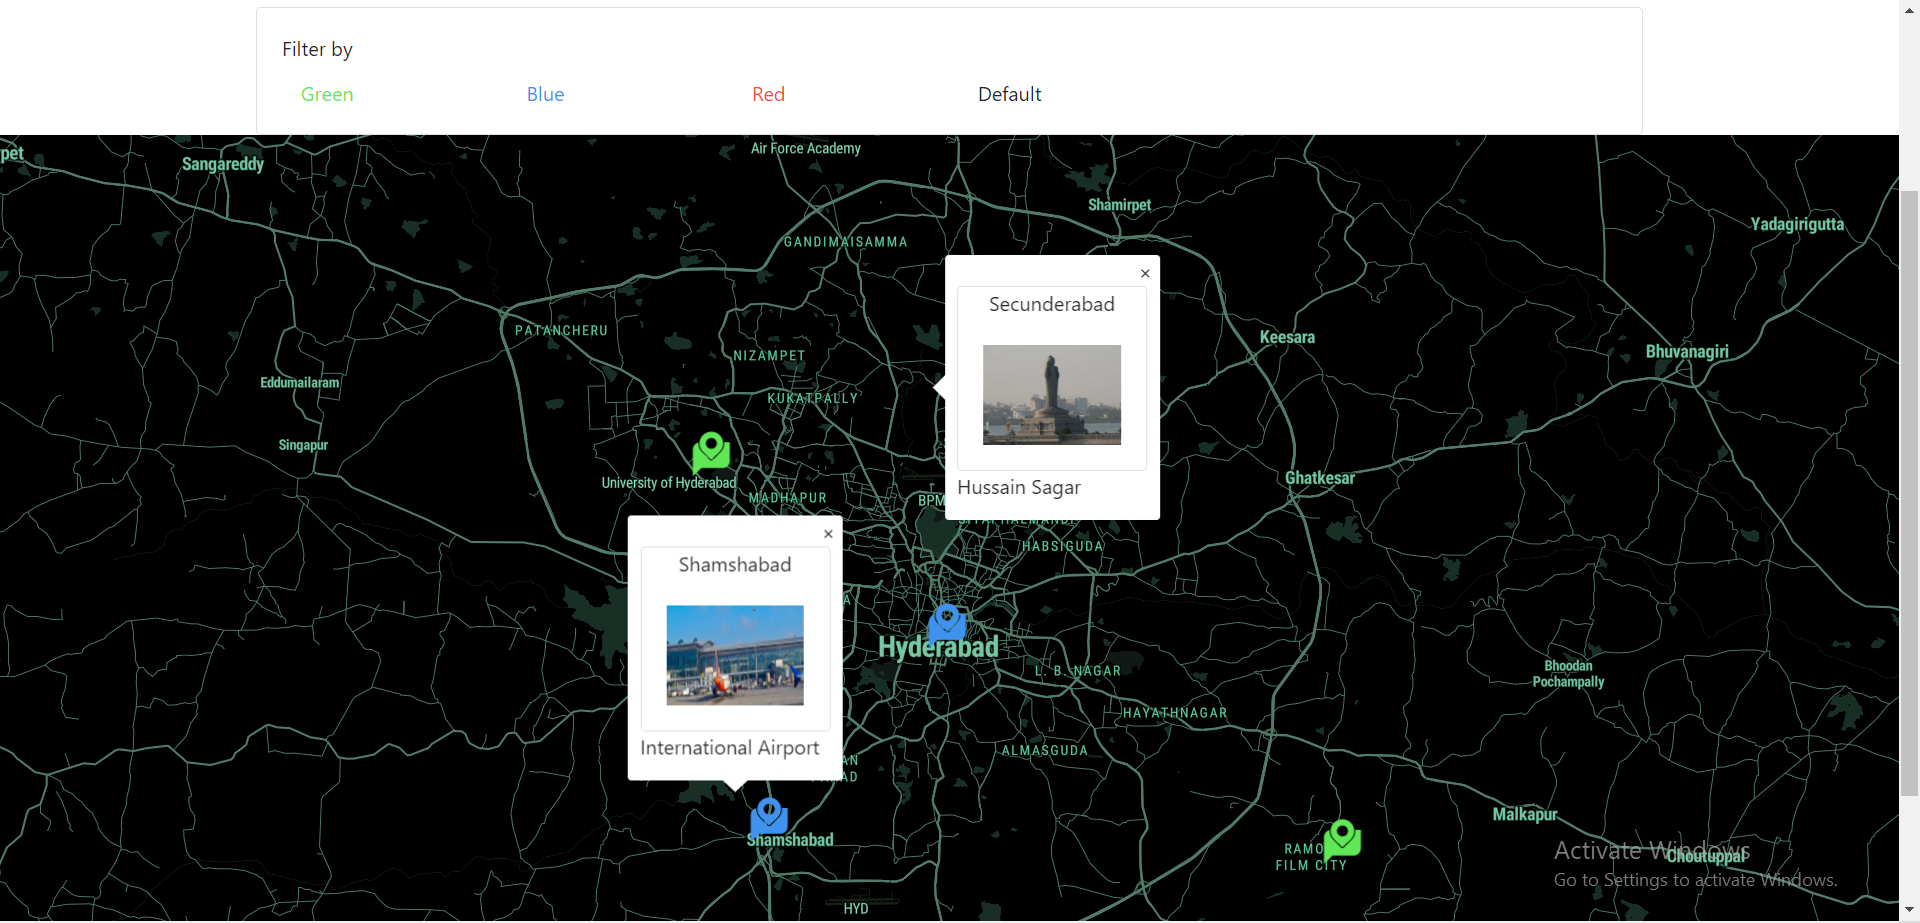 Filter by
Green Blue Red Default
pet
Sangareddy
Air Force Academy
Shamirpet
Yadagirigutta
GANDIMAISAMMA
×
Secunderabad
PATANCHERU
Keesara
NIZAMPET
Bhuvanagiri
Eddumailaram
KUKATPALLY
Singapur
University of Hyderabad
Ghatkesar
Hussain Sagar
MADHAPUR
BPM
×
HABSIGUDA
Shamshabad
A
Hyderabad
L. B. NAGAR
Bhoodan
Pochampally
HAYATHNAGAR
International Airport
ALMASGUDA
AN
AD
Malkapur
Shamshabad
RAMO
FILM CITY
Activate Windows
Choutuppal
Go to Settings to activate Windows.
HYD